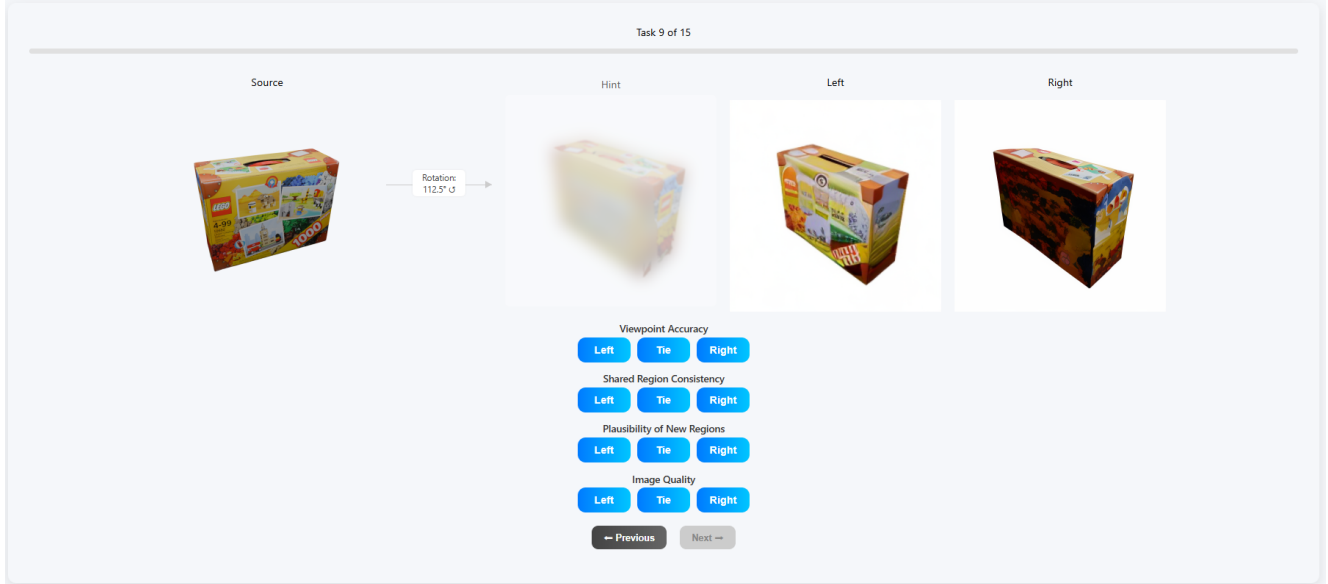 Task 9 of 15
Source
Hint
Left
Right
LEGO
4-99
1000
Rotation:
112.5° ↺
Viewpoint Accuracy
Left Tie Right
Shared Region Consistency
Left Tie Right
Plausibility of New Regions
Left Tie Right
Image Quality
Left Tie Right
← Previous
Next →